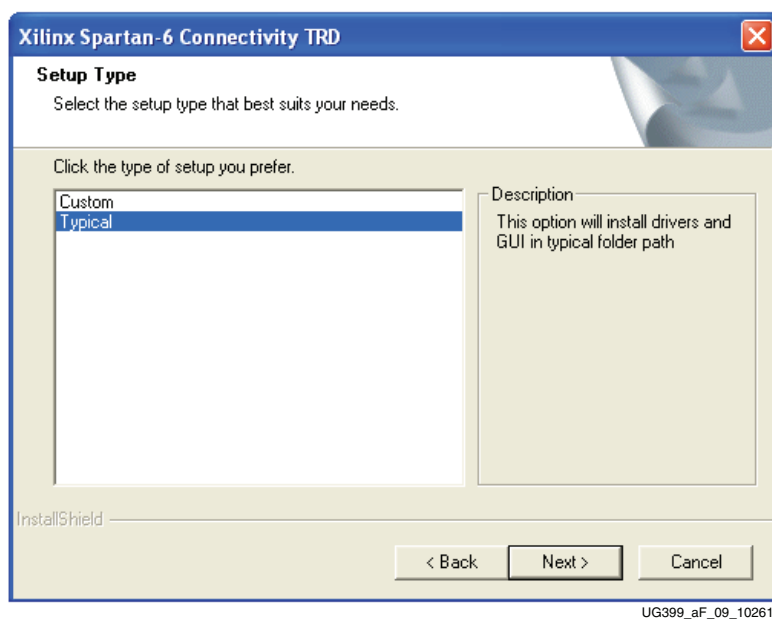 Xilinx Spartan-6 Connectivity TRD
Setup Type
Select the setup type that best suits your needs.
Click the type of setup you prefer.
Custom
Typical
Description
This option will install drivers and
GUI in typical folder path
InstallShield
< Back
Next >
Cancel
UG399_aF_09_10261